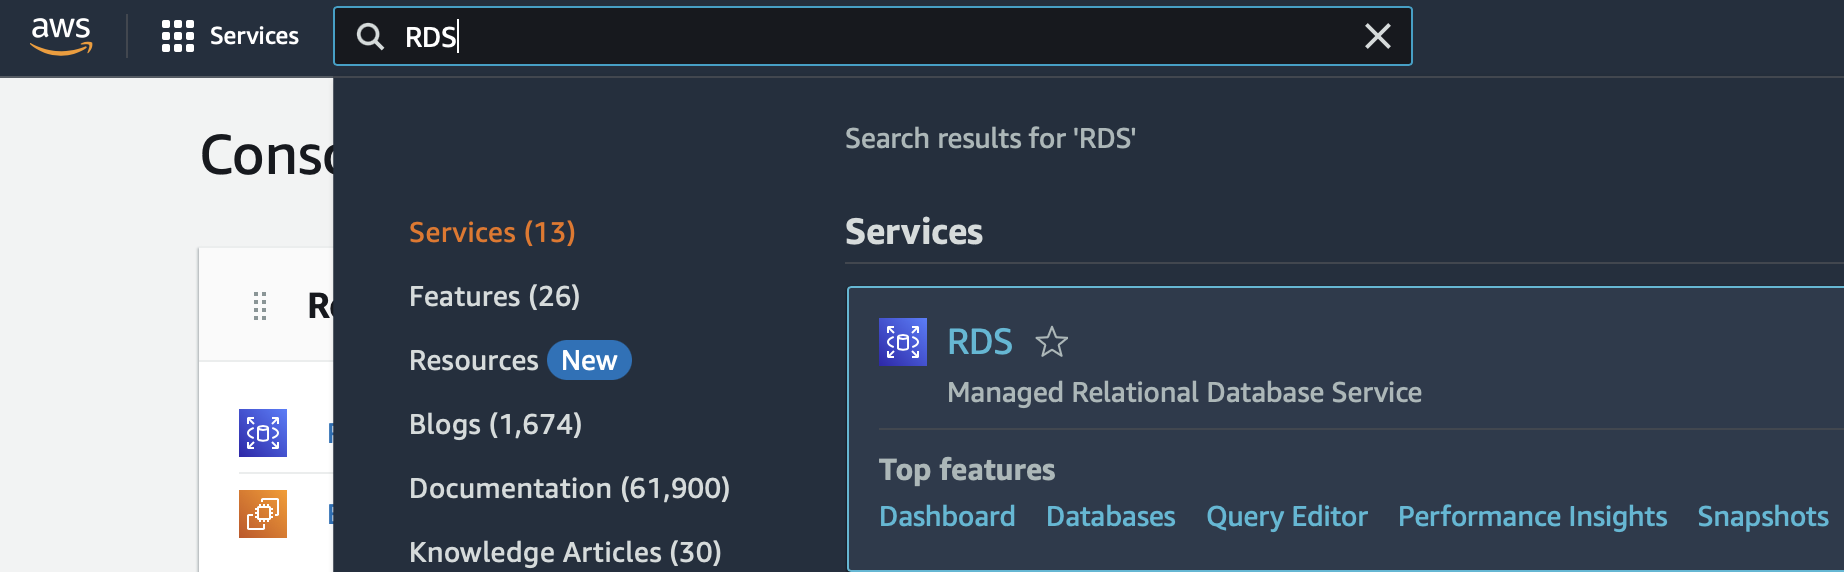 aws
Services
RDS
Search results for 'RDS'
Services (13)
Features (26)
Resources New
Blogs (1,674)
Documentation (61,900)
Knowledge Articles (30)
Services
RDS
Managed Relational Database Service
Top features
Dashboard Databases Query Editor Performance Insights Snapshots